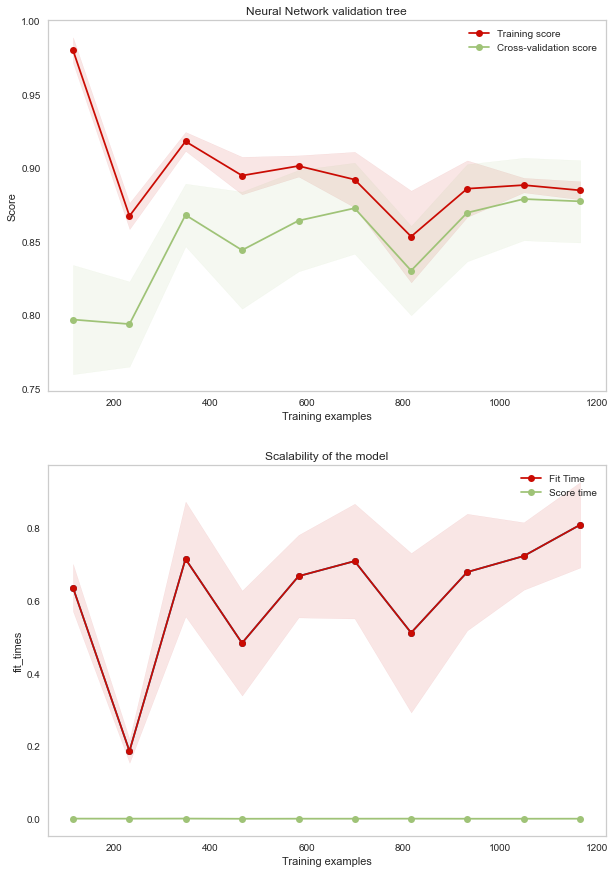 Neural Network validation tree
1.00
0.95
0.90
0.85
0.80
0.75
Score
Training score
Cross-validation score
200
400
600
800
1000
1200
Training examples
Scalability of the model
0.8
0.6
0.4
0.2
0.0
fit_times
Fit Time
Score time
200
400
600
800
1000
1200
Training examples